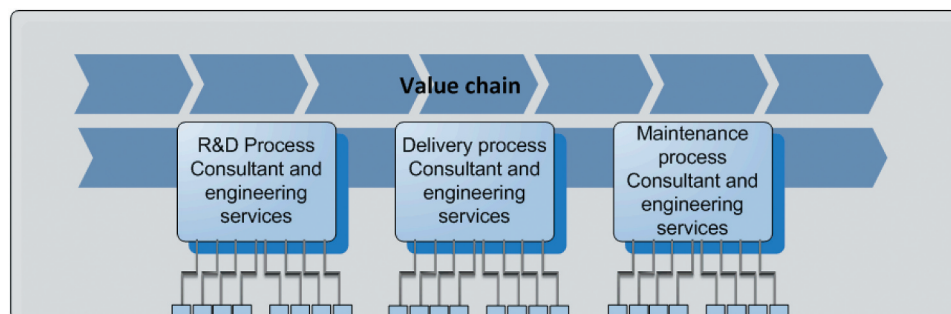 Value chain
R&D Process
Consultant and
engineering
services
Delivery process
Consultant and
engineering
services
Maintenance
process
Consultant and
engineering
services